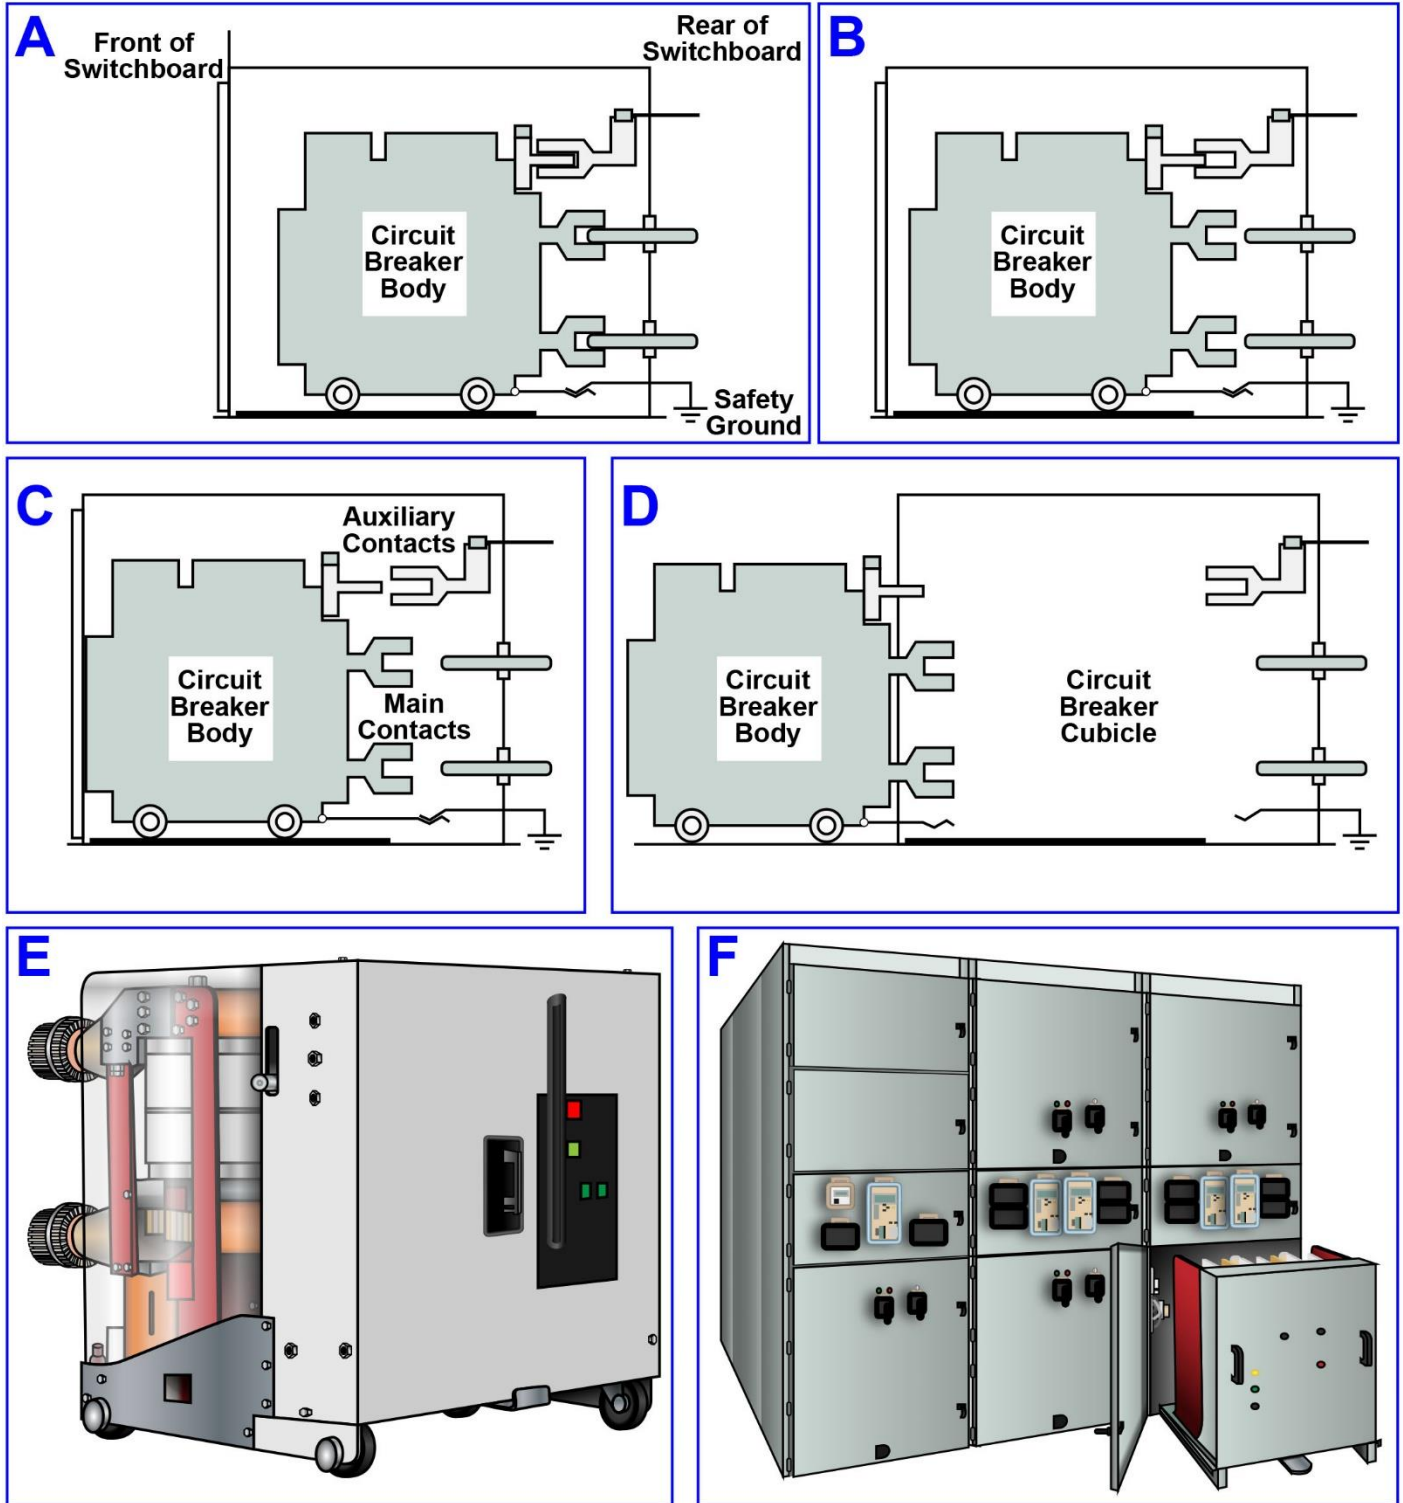 A
Front of
Switchboard
Rear of
Switchboard
Circuit
Breaker
Body
Safety
Ground
B
Circuit
Breaker
Body
C
Auxiliary
Contacts
Circuit
Breaker
Body
Main
Contacts
D
Circuit
Breaker
Body
Circuit
Breaker
Cubicle
E
F